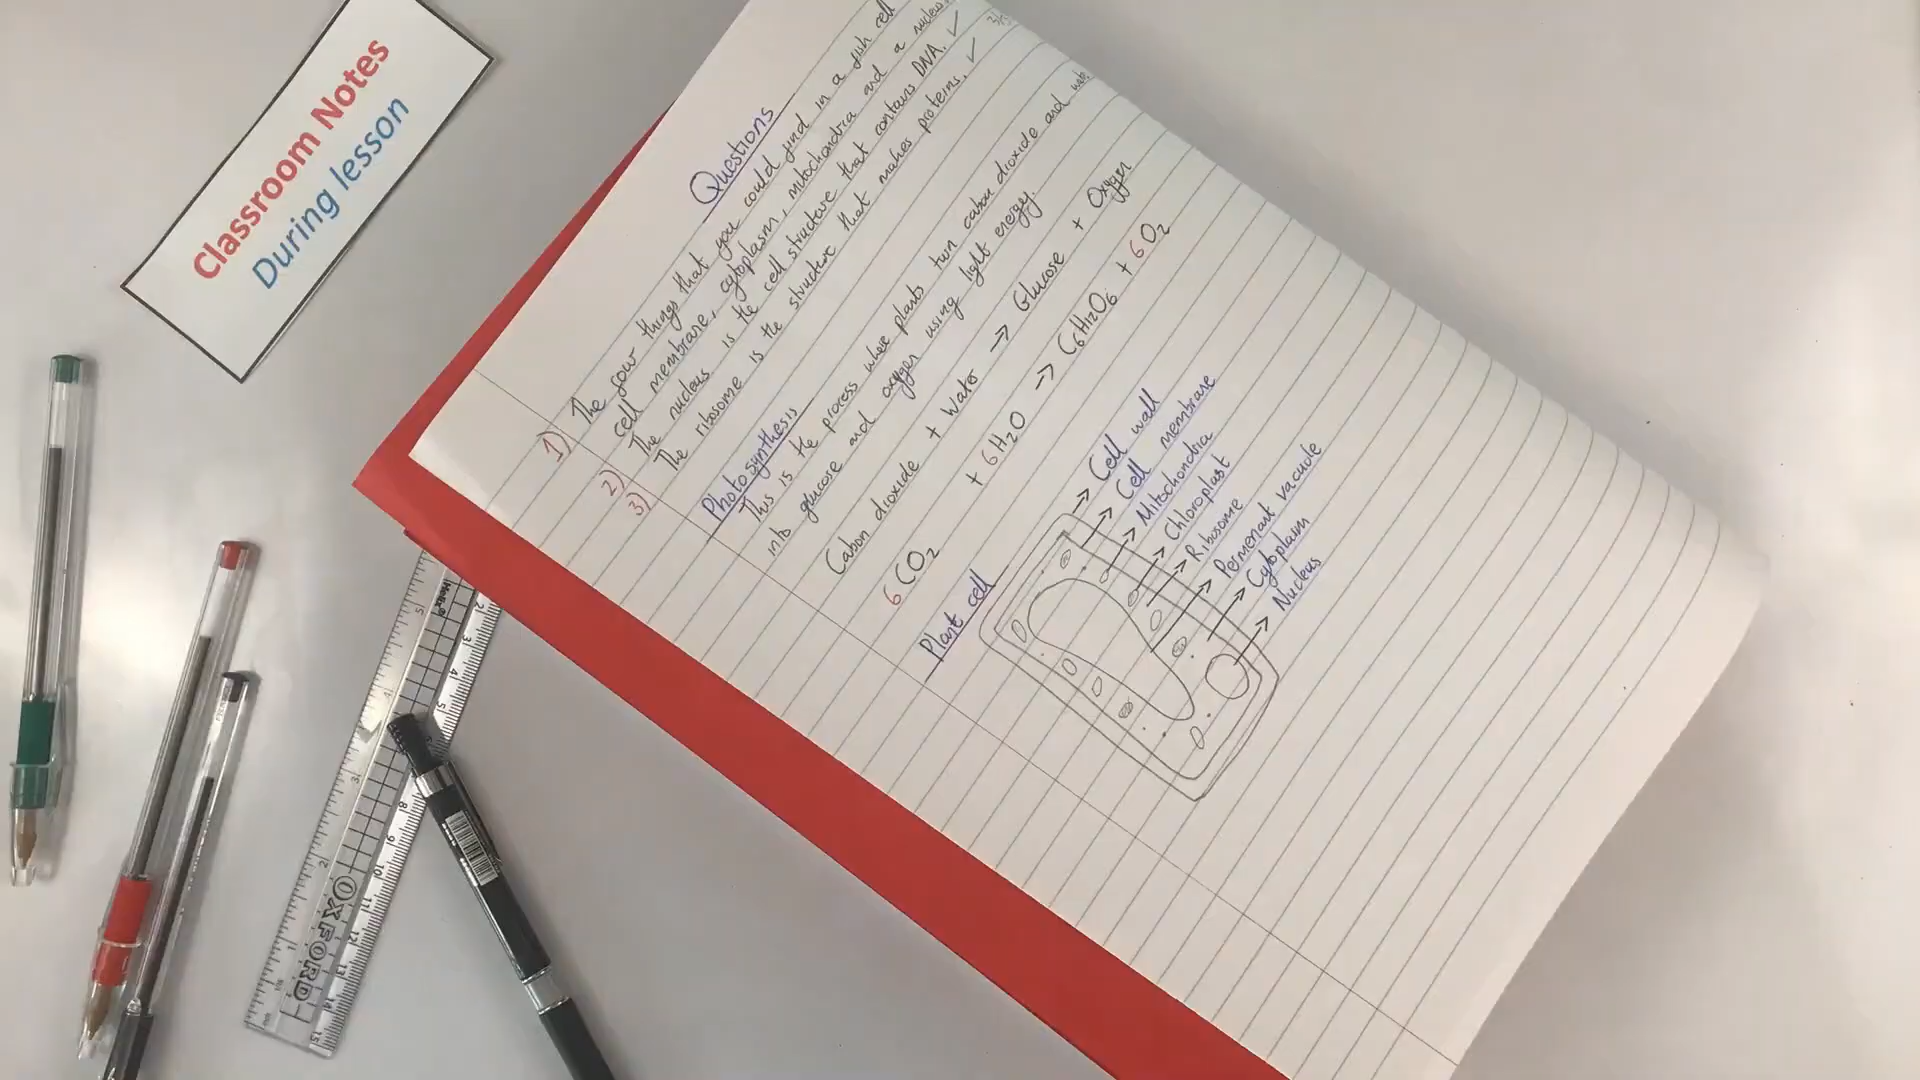 Classroom Notes
During lesson
Questions
1) The four things that you could find in a fish cell
cell membrane, cytoplasm, mitochondria and a nucleus.
2) The nucleus is the cell structure that contains DNA. ✓
3) The ribosome is the structure that makes proteins. ✓
Photosynthesis
This is the process where plants turn cabon dioxide and
into glucose and oxygen using light energy.
Cabon dioxide + Water → Glucose + Oxygen
6CO2 + 6H2O → C6H12O6 + 6O2
Plant cell
Cell wall
Cell membrane
Mitochondria
Chloroplast
Ribosome
Permenant vacuole
Cytoplasm
Nucleus
OXFORD